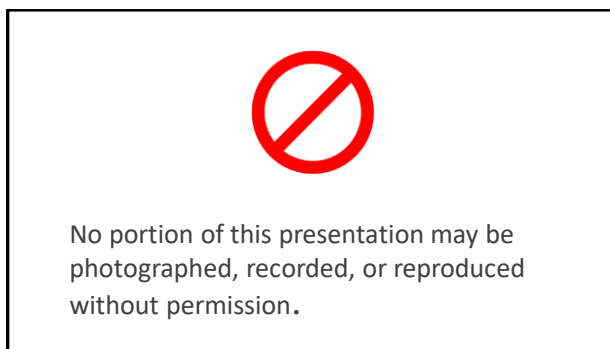 No portion of this presentation may be
photographed, recorded, or reproduced
without permission.